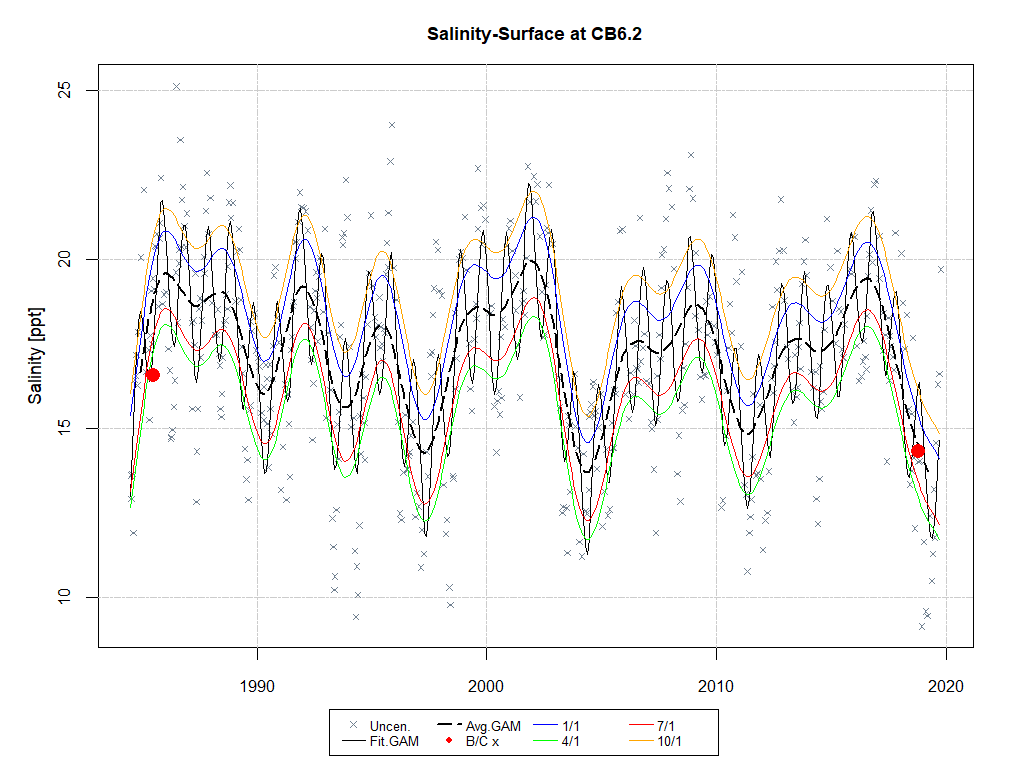 Salinity-Surface at CB6.2
25
20
15
10
Salinity [ppt]
1990 2000 2010 2020
Uncen. Avg.GAM 1/1 7/1
Fit.GAM B/C x 4/1 10/1